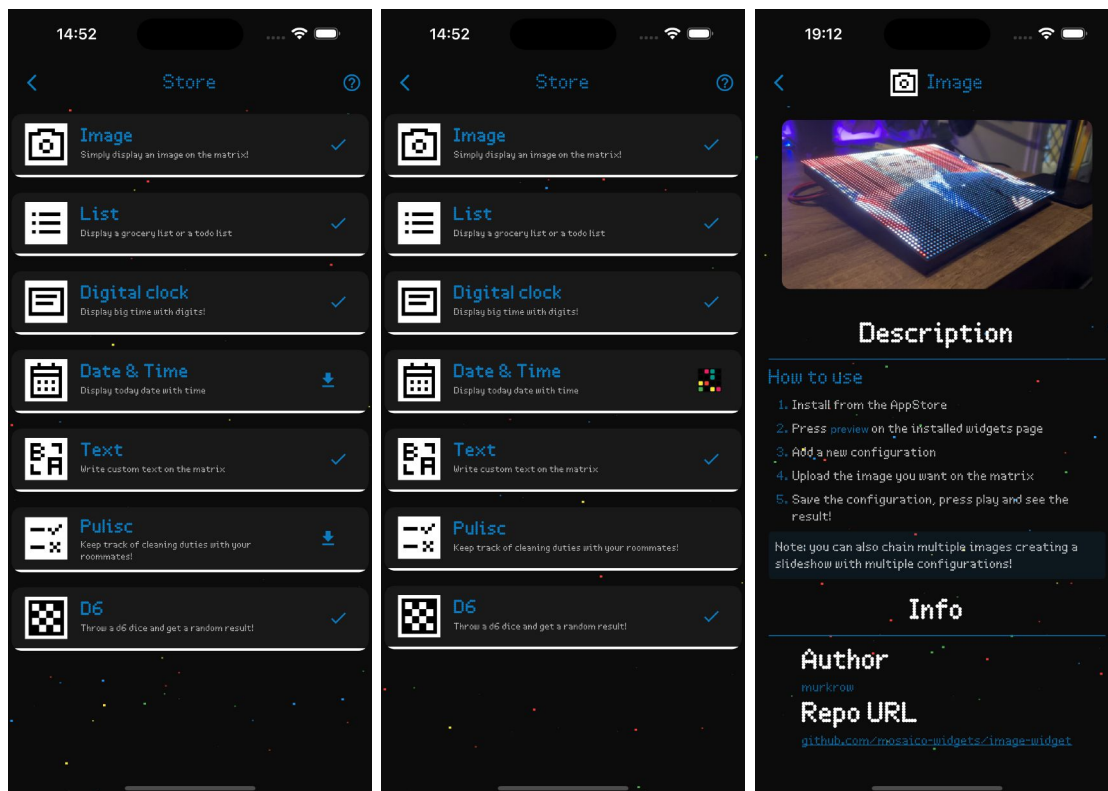 14:52
Store
Image
Simply display an image on the matrix!
List
Display a grocery list or a todo list
Digital clock
Display big time with digits!
Date & Time
Display today date with time
Text
Write custom text on the matrix
Pulisc
Keep track of cleaning duties with your
roommates!
D6
Throw a d6 dice and get a random result!
14:52
Store
Image
Simply display an image on the matrix!
List
Display a grocery list or a todo list
Digital clock
Display big time with digits!
Date & Time
Display today date with time
Text
Write custom text on the matrix
Pulisc
Keep track of cleaning duties with your roommates!
D6
Throw a d6 dice and get a random result!
19:12
Image
Description
How to use
1. Install from the AppStore
2. Press preview on the installed widgets page
3. Add a new configuration
4. Upload the image you want on the matrix
5. Save the configuration, press play and see the
result!
Note: you can also chain multiple images creating a
slideshow with multiple configurations!
Info
Author
murkrow
Repo URL
github.com/mosaico-widgets/image-widget